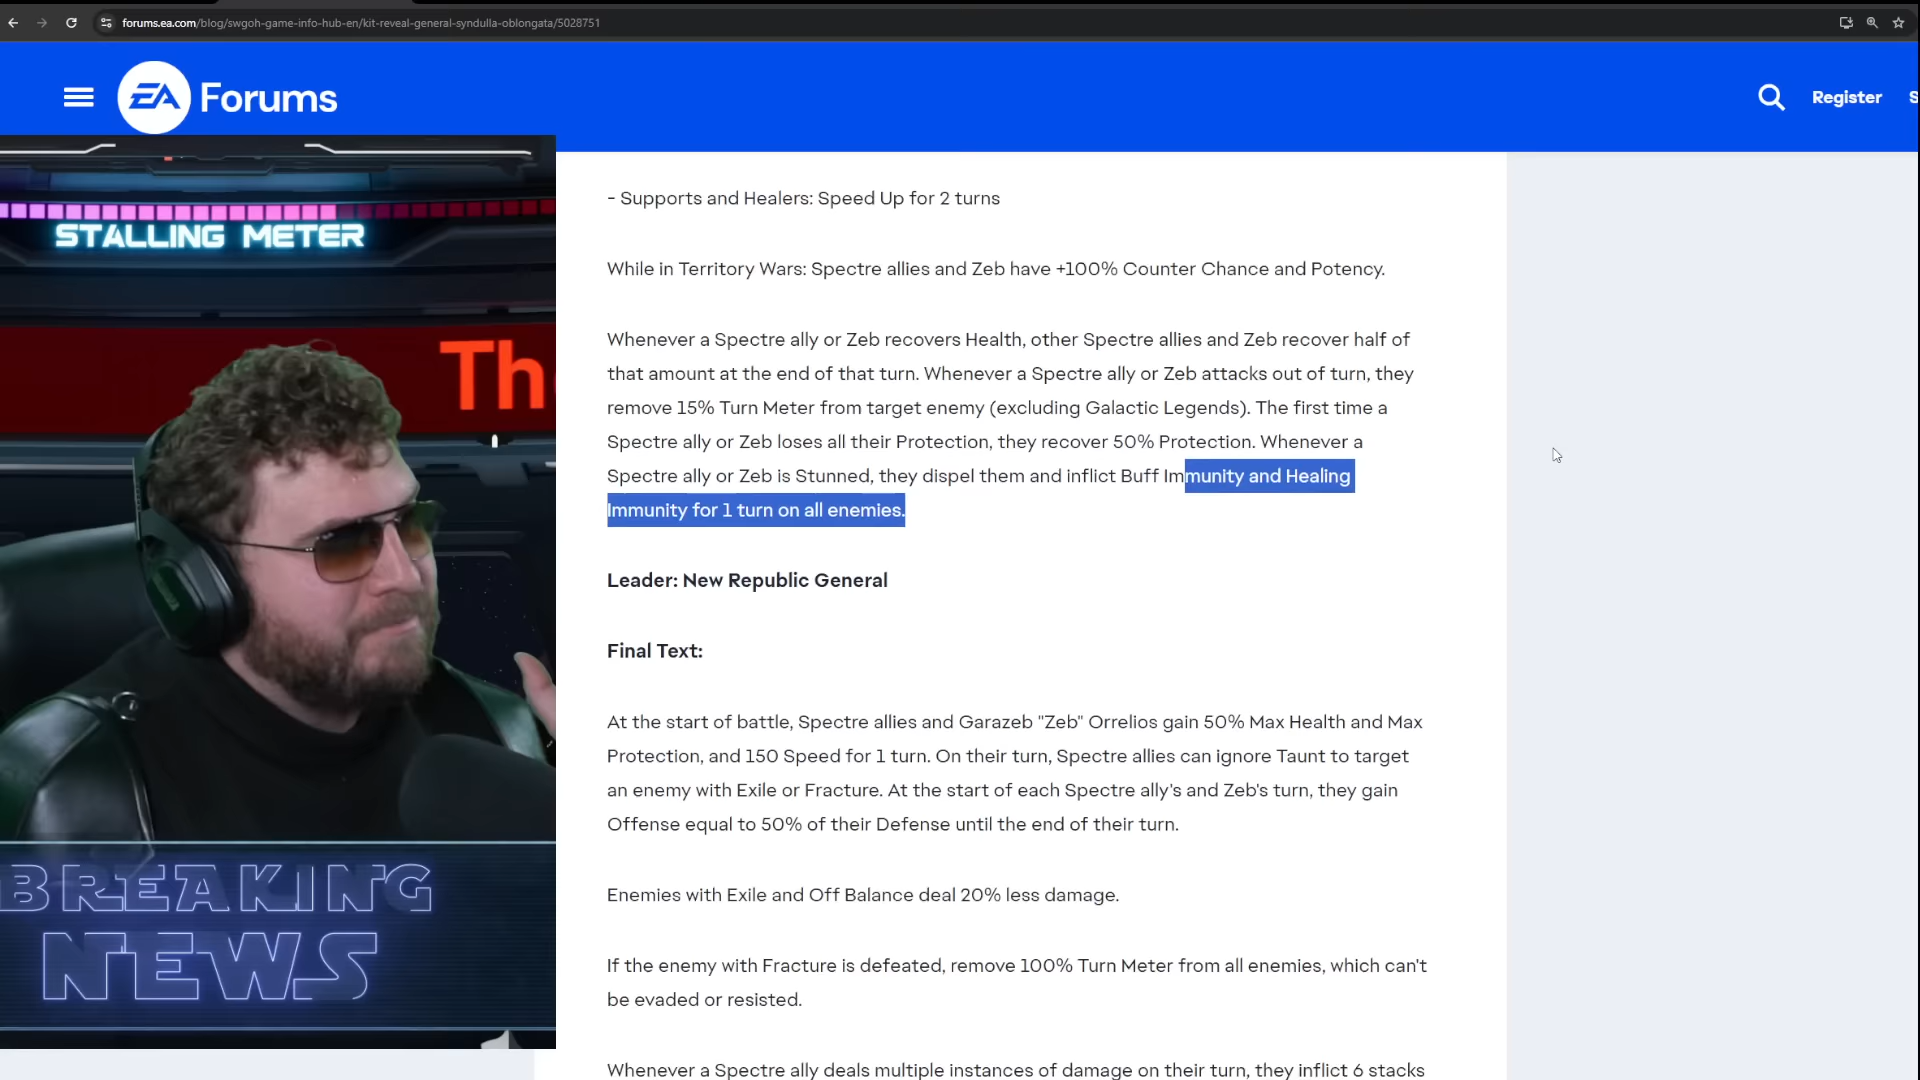 forums.ea.com/blog/swgoh-game-info-hub-en/kit-reveal-general-syndulla-oblongata/5028751
EA Forums
Register
STALLING METER
BREAKING
NEWS
- Supports and Healers: Speed Up for 2 turns
While in Territory Wars: Spectre allies and Zeb have +100% Counter Chance and Potency.
Whenever a Spectre ally or Zeb recovers Health, other Spectre allies and Zeb recover half of
that amount at the end of that turn. Whenever a Spectre ally or Zeb attacks out of turn, they
remove 15% Turn Meter from target enemy (excluding Galactic Legends). The first time a
Spectre ally or Zeb loses all their Protection, they recover 50% Protection. Whenever a
Spectre ally or Zeb is Stunned, they dispel them and inflict Buff Immunity and Healing
Immunity for 1 turn on all enemies.
Leader: New Republic General
Final Text:
At the start of battle, Spectre allies and Garazeb "Zeb" Orrelios gain 50% Max Health and Max
Protection, and 150 Speed for 1 turn. On their turn, Spectre allies can ignore Taunt to target
an enemy with Exile or Fracture. At the start of each Spectre ally's and Zeb's turn, they gain
Offense equal to 50% of their Defense until the end of their turn.
Enemies with Exile and Off Balance deal 20% less damage.
If the enemy with Fracture is defeated, remove 100% Turn Meter from all enemies, which can't
be evaded or resisted.
Whenever a Spectre ally deals multiple instances of damage on their turn, they inflict 6 stacks